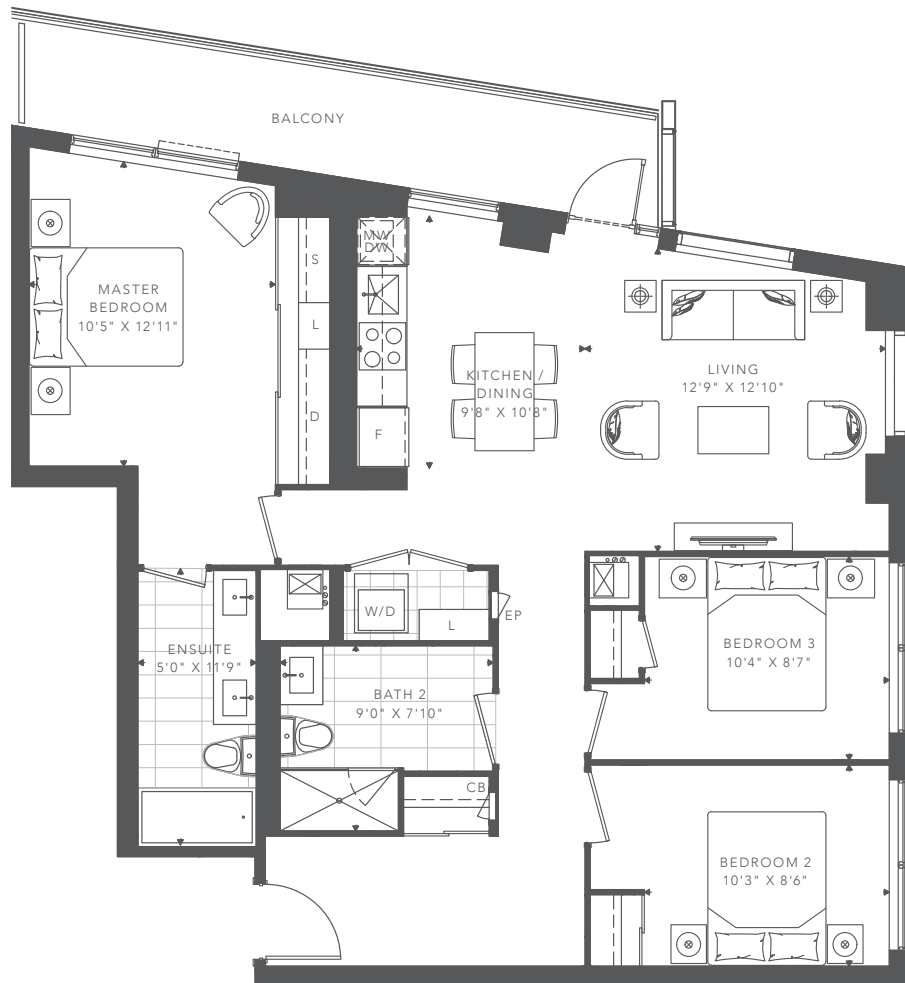 BALCONY
MW
DW
S
MASTER
BEDROOM
10'5" X 12'11"
L
KITCHEN /
DINING
9'8" X 10'8"
LIVING
12'9" X 12'10"
D
F
W/D
L
EP
ENSUITE
5'0" X 11'9"
BEDROOM 3
10'4" X 8'7"
BATH 2
9'0" X 7'10"
CB
BEDROOM 2
10'3" X 8'6"